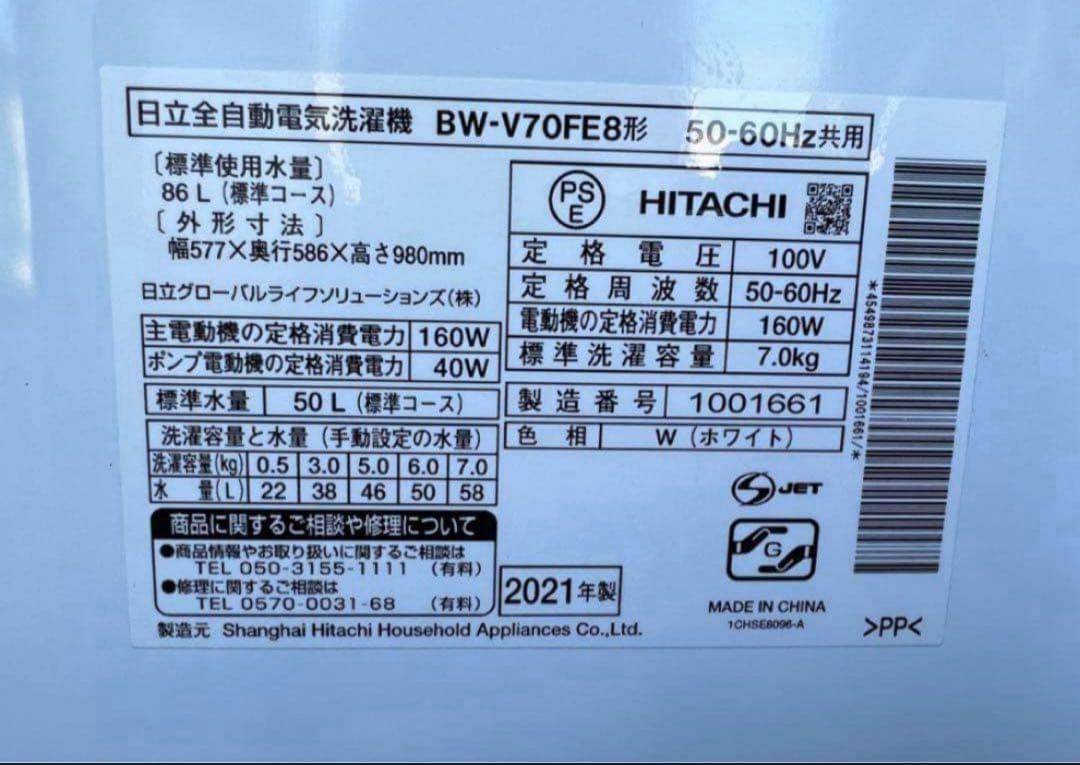 日立全自動電気洗濯機 BW-V70FE8形 50-60Hz共用
〔標準使用水量〕
86 L（標準コース）
〔外形寸法〕
幅577×奥行586×高さ980mm
日立グローバルライフソリューションズ（株）
主電動機の定格消費電力 160W
ポンプ電動機の定格消費電力 40W
標準水量 50 L（標準コース）
洗濯容量と水量（手動設定の水量）
洗濯容量(kg) 0.5 3.0 5.0 6.0 7.0
水量(L) 22 38 46 50 58
商品に関するご相談や修理について
●商品情報やお取り扱いに関するご相談は
TEL 050-3155-1111 （有料）
●修理に関するご相談は
TEL 0570-0031-68 （有料）
2021年製
製造元 Shanghai Hitachi Household Appliances Co.,Ltd.
PSE HITACHI
定格電圧 100V
定格周波数 50-60Hz
電動機の定格消費電力 160W
標準洗濯容量 7.0kg
製造番号 1001661
色相 W（ホワイト）
S JET
G
MADE IN CHINA
1CHSE8096-A
>PP<
*4549873114194/1001661/*